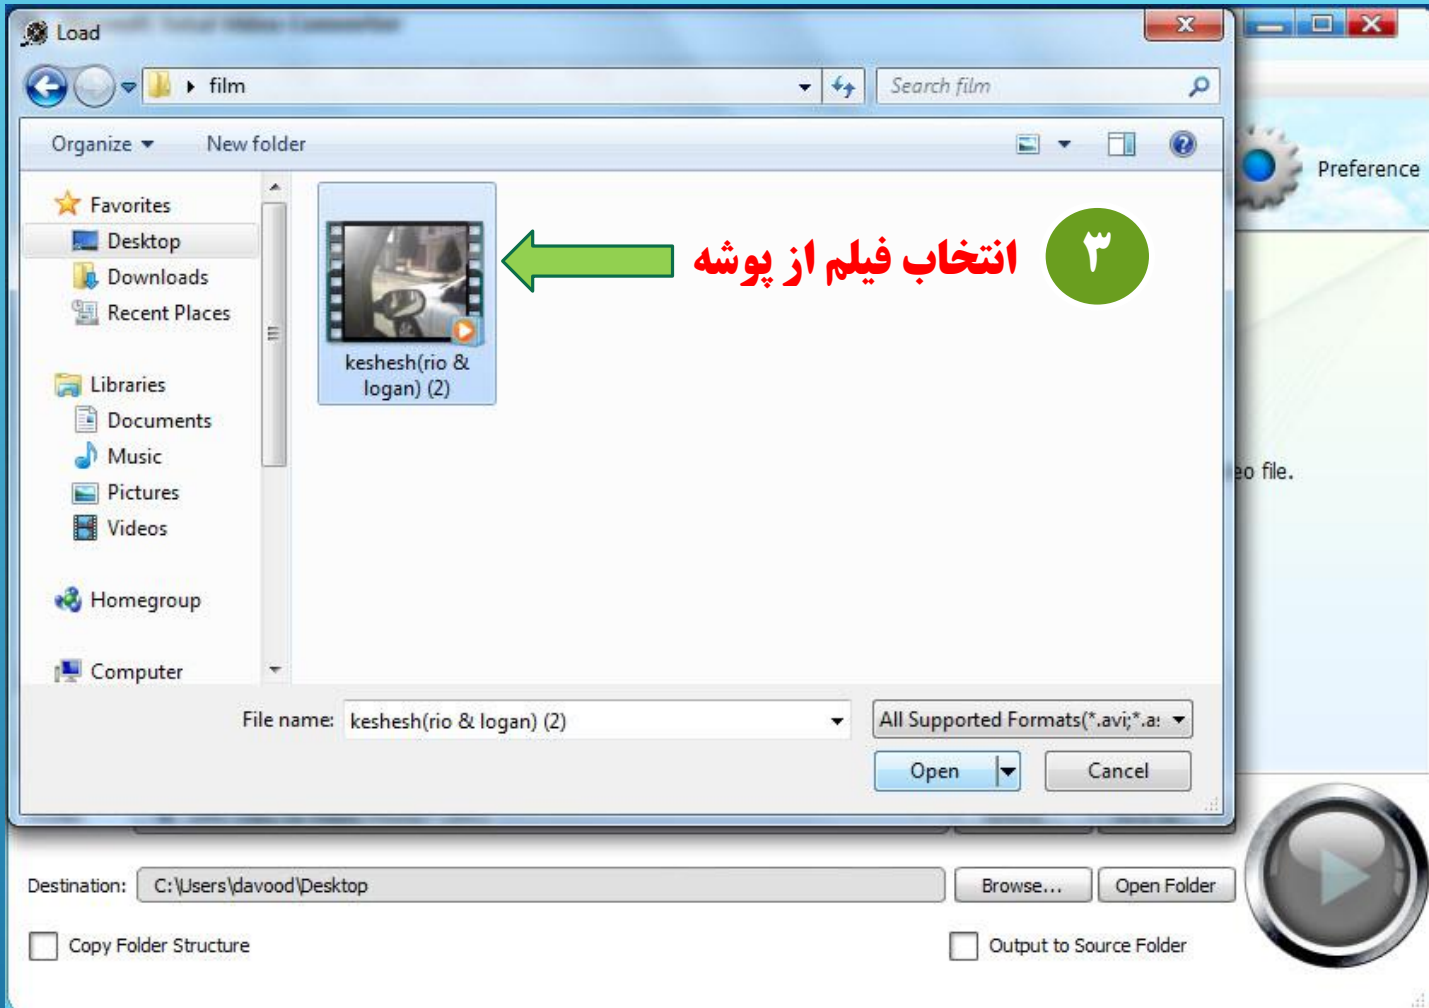 Load
film
Search film
Organize
New folder
Preference
Favorites
Desktop
Downloads
Recent Places
Libraries
Documents
Music
Pictures
Videos
Homegroup
Computer
keshesh(rio &
logan) (2)
۳ انتخاب فیلم از پوشه
file.
File name: keshesh(rio & logan) (2)
All Supported Formats(*.avi;*.a
Open
Cancel
Destination: C:\Users\davood\Desktop
Browse...
Open Folder
Copy Folder Structure
Output to Source Folder